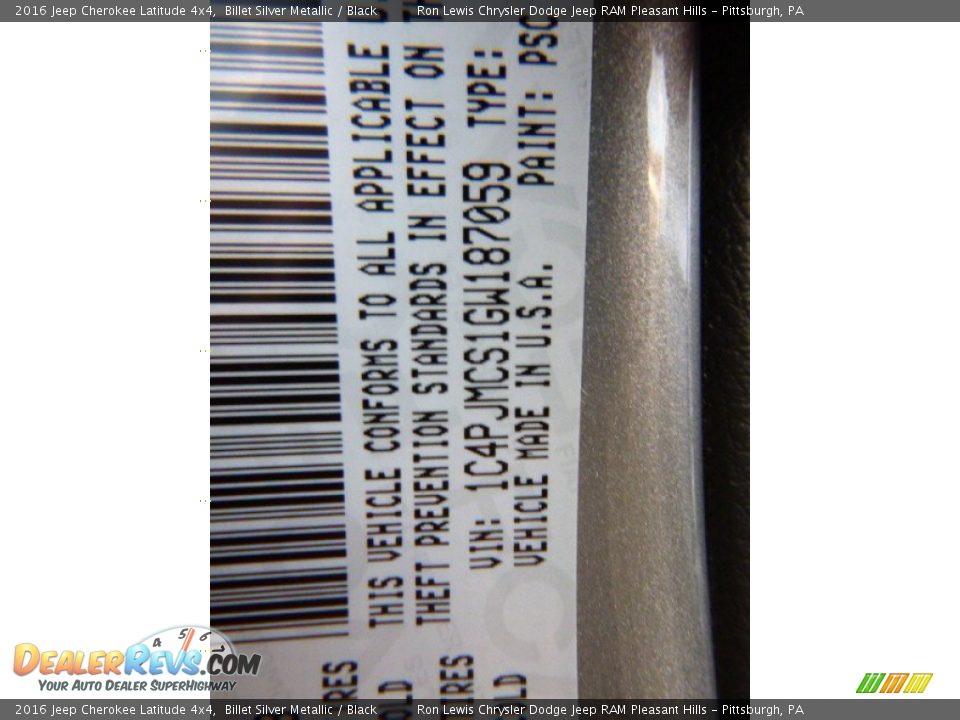 2016 Jeep Cherokee Latitude 4x4, Billet Silver Metallic / Black Ron Lewis Chrysler Dodge Jeep RAM Pleasant Hills - Pittsburgh, PA
THIS VEHICLE CONFORMS TO ALL APPLICABLE
THEFT PREVENTION STANDARDS IN EFFECT ON
VIN: 1C4PJMCS1GW187059 TYPE:
VEHICLE MADE IN U.S.A. PAINT: PSC
4 5 6
DealerRevs.com
Your Auto Dealer SuperHighway
2016 Jeep Cherokee Latitude 4x4, Billet Silver Metallic / Black Ron Lewis Chrysler Dodge Jeep RAM Pleasant Hills - Pittsburgh, PA